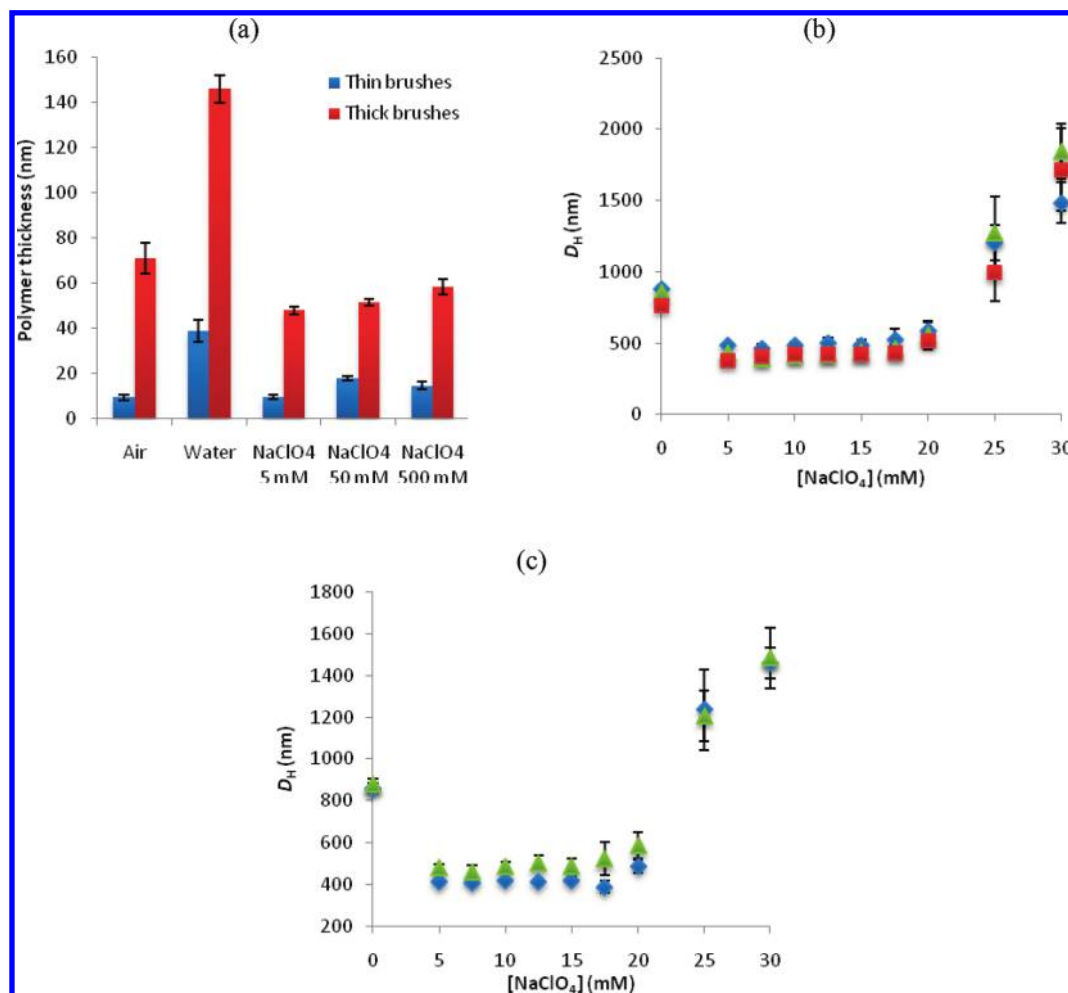 (a)
160
140
120
100
80
60
40
20
0
Polymer thickness (nm)
Thin brushes
Thick brushes
Air
Water
NaClO4
5 mM
NaClO4
50 mM
NaClO4
500 mM
(b)
2500
2000
1500
1000
500
0
D_H (nm)
0 5 10 15 20 25 30
[NaClO₄] (mM)
(c)
1800
1600
1400
1200
1000
800
600
400
200
D_H (nm)
0 5 10 15 20 25 30
[NaClO₄] (mM)